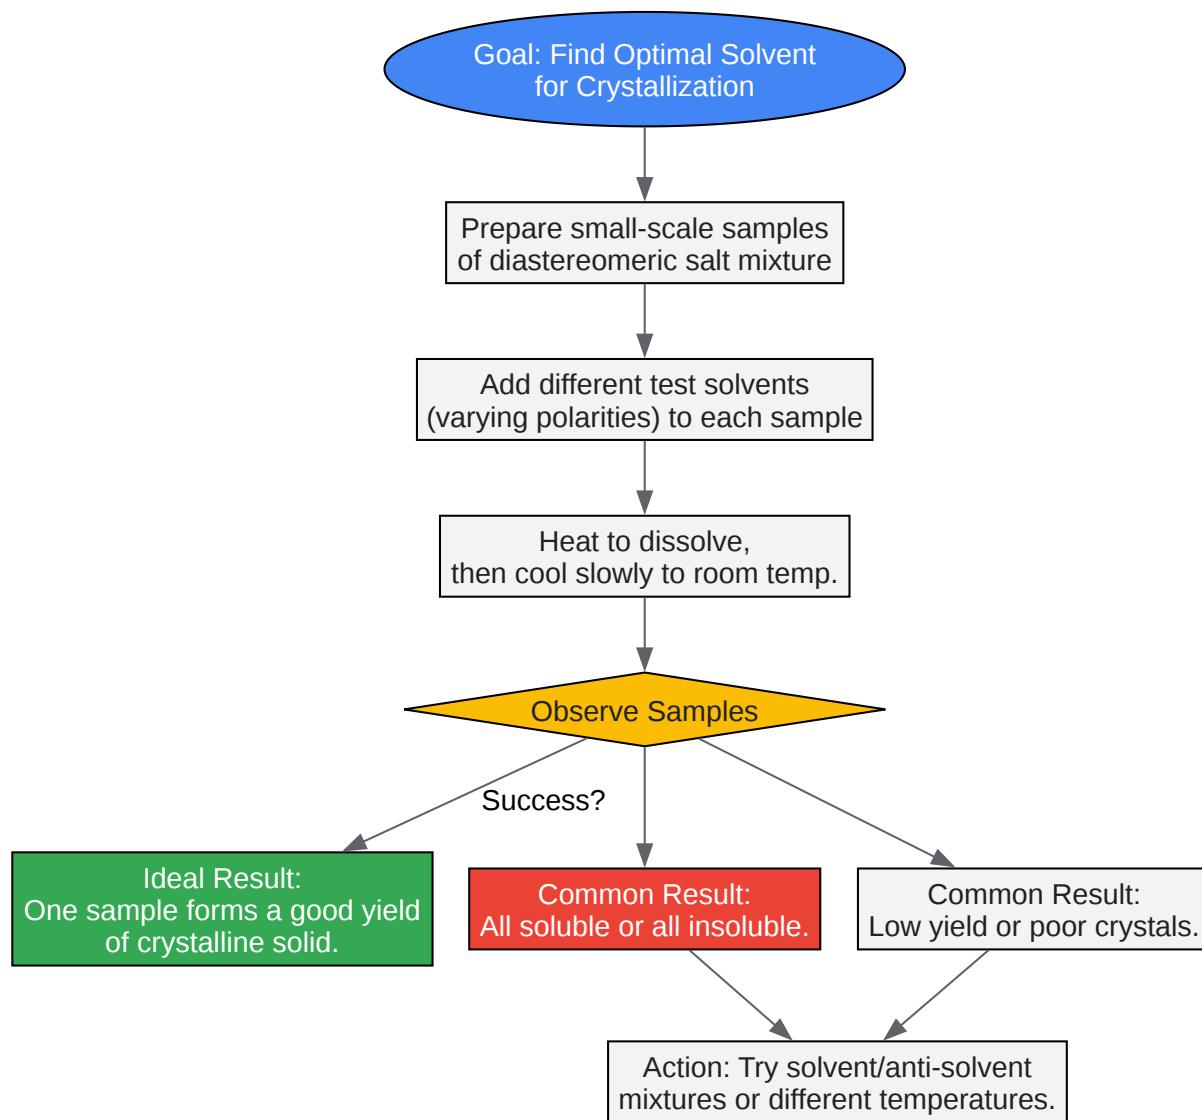 Goal: Find Optimal Solvent
for Crystallization
Prepare small-scale samples
of diastereomeric salt mixture
Add different test solvents
(varying polarities) to each sample
Heat to dissolve,
then cool slowly to room temp.
Observe Samples
Success?
Ideal Result:
One sample forms a good yield
of crystalline solid.
Common Result:
All soluble or all insoluble.
Common Result:
Low yield or poor crystals.
Action: Try solvent/anti-solvent
mixtures or different temperatures.